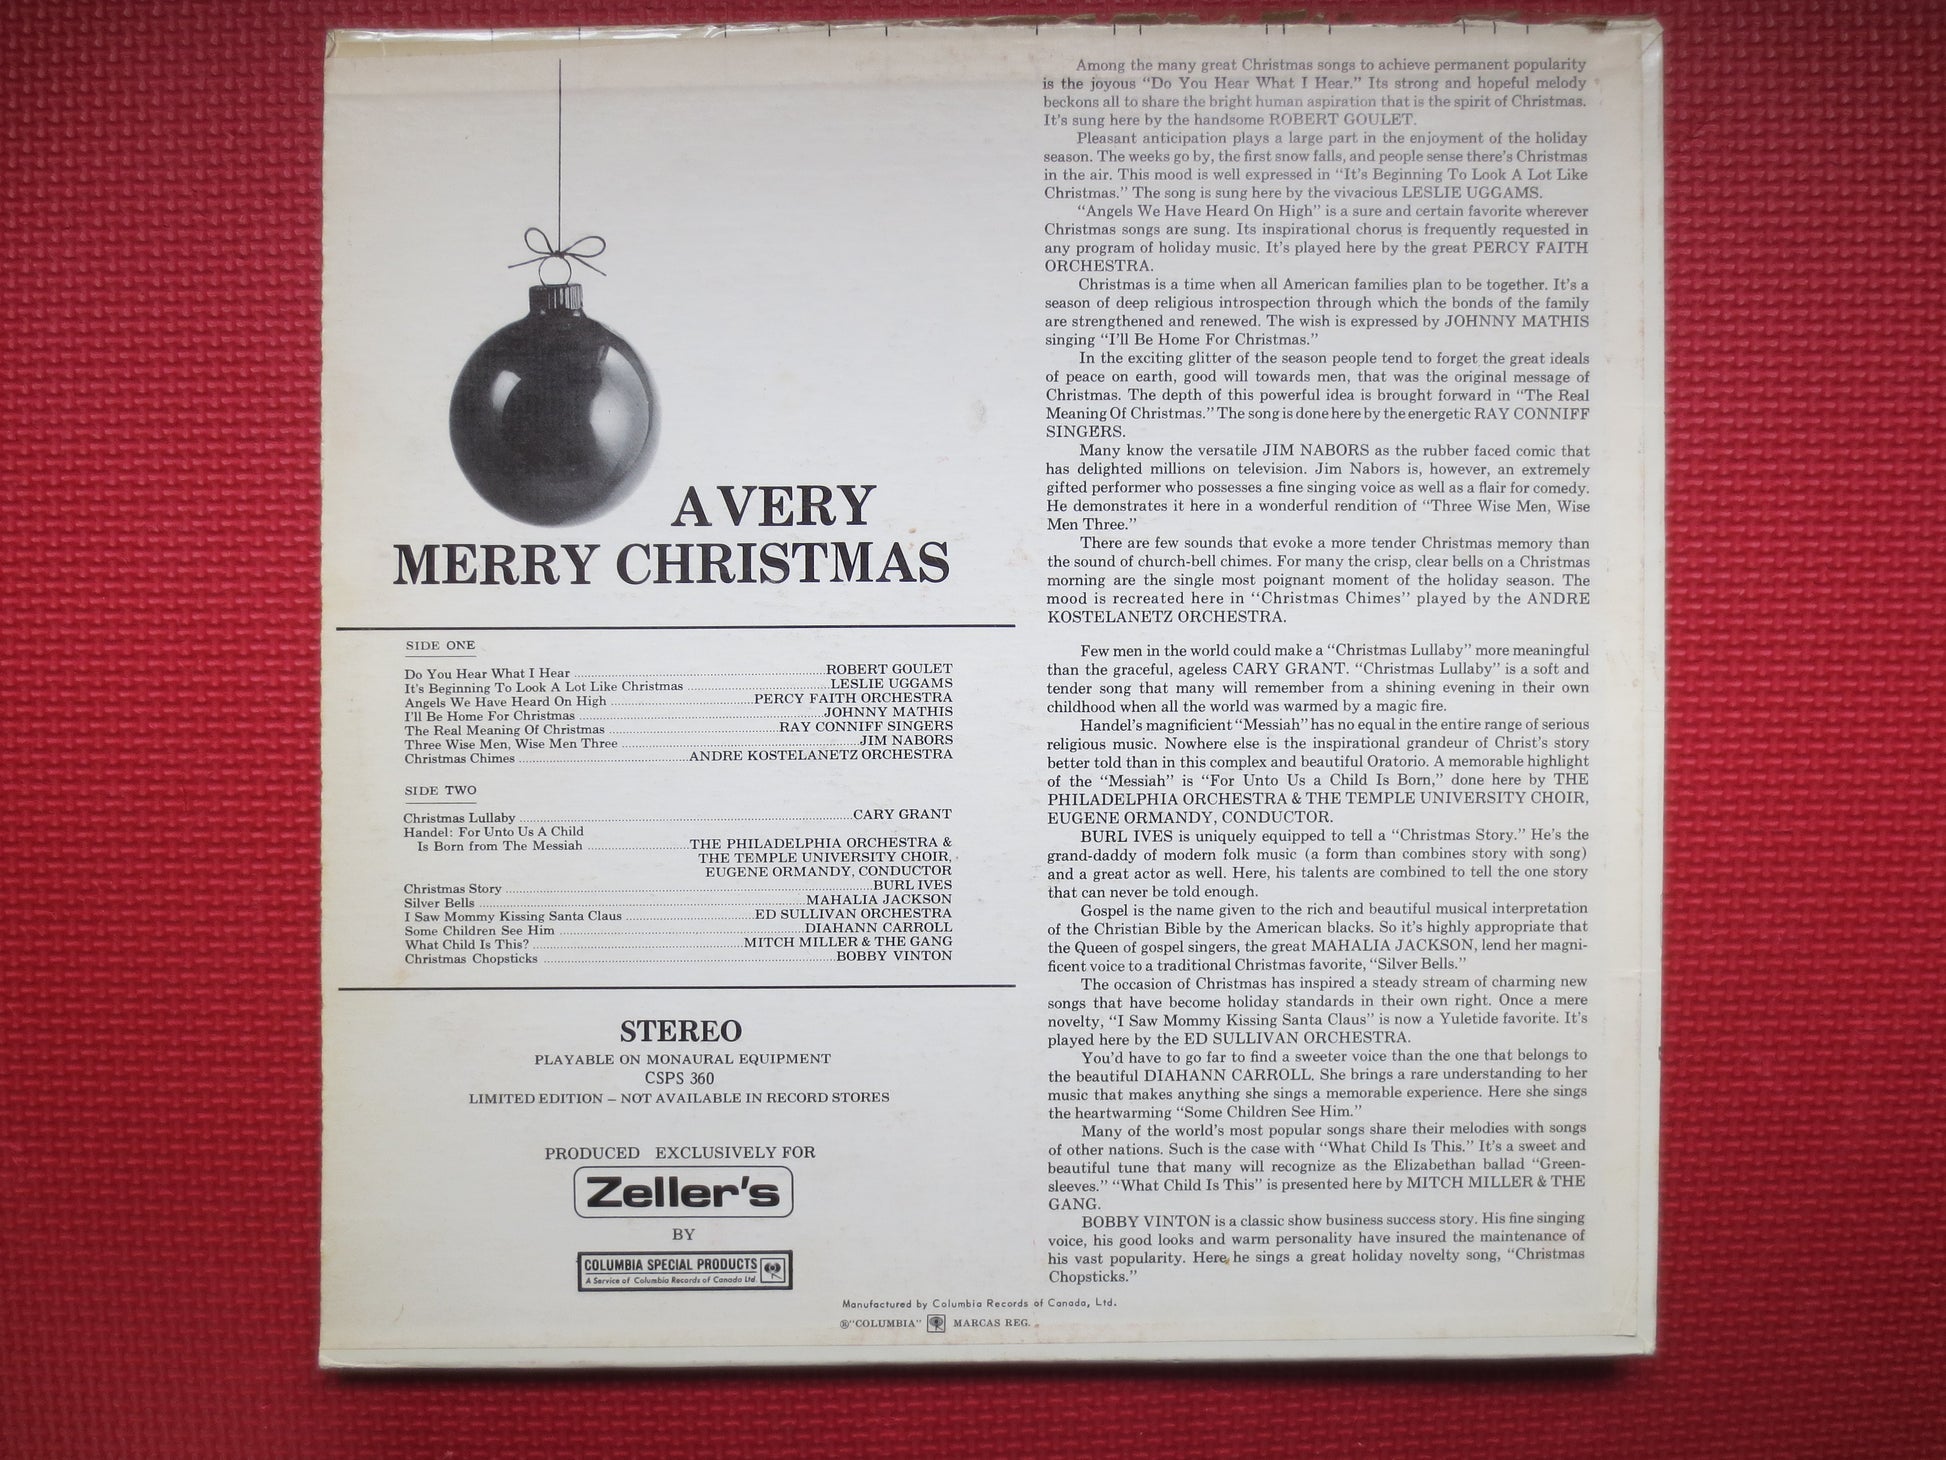 A VERY
MERRY CHRISTMAS
SIDE ONE
Do You Hear What I Hear ROBERT GOULET
It's Beginning To Look A Lot Like Christmas LESLIE UGGAMS
Angels We Have Heard On High PERCY FAITH ORCHESTRA
I'll Be Home For Christmas JOHNNY MATHIS
The Real Meaning Of Christmas RAY CONNIFF SINGERS
Three Wise Men, Wise Men Three JIM NABORS
Christmas Chimes ANDRE KOSTELANETZ ORCHESTRA
SIDE TWO
Christmas Lullaby CARY GRANT
Handel: For Unto Us A Child
Is Born from The Messiah THE PHILADELPHIA ORCHESTRA &
THE TEMPLE UNIVERSITY CHOIR,
EUGENE ORMANDY, CONDUCTOR
Christmas Story BURL IVES
Silver Bells MAHALIA JACKSON
I Saw Mommy Kissing Santa Claus ED SULLIVAN ORCHESTRA
Some Children See Him DIAHANN CARROLL
What Child Is This? MITCH MILLER & THE GANG
Christmas Chopsticks BOBBY VINTON
STEREO
PLAYABLE ON MONAURAL EQUIPMENT
CSPS 360
LIMITED EDITION – NOT AVAILABLE IN RECORD STORES
PRODUCED EXCLUSIVELY FOR
Zeller's
BY
COLUMBIA SPECIAL PRODUCTS
A Service of Columbia Records of Canada Ltd.
Among the many great Christmas songs to achieve permanent popularity
is the joyous "Do You Hear What I Hear." Its strong and hopeful melody
beckons all to share the bright human aspiration that is the spirit of Christmas.
It's sung here by the handsome ROBERT GOULET.
Pleasant anticipation plays a large part in the enjoyment of the holiday
season. The weeks go by, the first snow falls, and people sense there's Christmas
in the air. This mood is well expressed in "It's Beginning To Look A Lot Like
Christmas." The song is sung here by the vivacious LESLIE UGGAMS.
"Angels We Have Heard On High" is a sure and certain favorite wherever
Christmas songs are sung. Its inspirational chorus is frequently requested in
any program of holiday music. It's played here by the great PERCY FAITH
ORCHESTRA.
Christmas is a time when all American families plan to be together. It's a
season of deep religious introspection through which the bonds of the family
are strengthened and renewed. The wish is expressed by JOHNNY MATHIS
singing "I'll Be Home For Christmas."
In the exciting glitter of the season people tend to forget the great ideals
of peace on earth, good will towards men, that was the original message of
Christmas. The depth of this powerful idea is brought forward in "The Real
Meaning Of Christmas." The song is done here by the energetic RAY CONNIFF
SINGERS.
Many know the versatile JIM NABORS as the rubber faced comic that
has delighted millions on television. Jim Nabors is, however, an extremely
gifted performer who possesses a fine singing voice as well as a flair for comedy.
He demonstrates it here in a wonderful rendition of "Three Wise Men, Wise
Men Three."
There are few sounds that evoke a more tender Christmas memory than
the sound of church-bell chimes. For many the crisp, clear bells on a Christmas
morning are the single most poignant moment of the holiday season. The
mood is recreated here in "Christmas Chimes" played by the ANDRE
KOSTELANETZ ORCHESTRA.
Few men in the world could make a "Christmas Lullaby" more meaningful
than the graceful, ageless CARY GRANT. "Christmas Lullaby" is a soft and
tender song that many will remember from a shining evening in their own
childhood when all the world was warmed by a magic fire.
Handel's magnificient "Messiah" has no equal in the entire range of serious
religious music. Nowhere else is the inspirational grandeur of Christ's story
better told than in this complex and beautiful Oratorio. A memorable highlight
of the "Messiah" is "For Unto Us a Child Is Born," done here by THE
PHILADELPHIA ORCHESTRA & THE TEMPLE UNIVERSITY CHOIR,
EUGENE ORMANDY, CONDUCTOR.
BURL IVES is uniquely equipped to tell a "Christmas Story." He's the
grand-daddy of modern folk music (a form than combines story with song)
and a great actor as well. Here, his talents are combined to tell the one story
that can never be told enough.
Gospel is the name given to the rich and beautiful musical interpretation
of the Christian Bible by the American blacks. So it's highly appropriate that
the Queen of gospel singers, the great MAHALIA JACKSON, lend her magni-
ficent voice to a traditional Christmas favorite, "Silver Bells."
The occasion of Christmas has inspired a steady stream of charming new
songs that have become holiday standards in their own right. Once a mere
novelty, "I Saw Mommy Kissing Santa Claus" is now a Yuletide favorite. It's
played here by the ED SULLIVAN ORCHESTRA.
You'd have to go far to find a sweeter voice than the one that belongs to
the beautiful DIAHANN CARROLL. She brings a rare understanding to her
music that makes anything she sings a memorable experience. Here she sings
the heartwarming "Some Children See Him."
Many of the world's most popular songs share their melodies with songs
of other nations. Such is the case with "What Child Is This." It's a sweet and
beautiful tune that many will recognize as the Elizabethan ballad "Green-
sleeves." "What Child Is This" is presented here by MITCH MILLER & THE
GANG.
BOBBY VINTON is a classic show business success story. His fine singing
voice, his good looks and warm personality have insured the maintenance of
his vast popularity. Here he sings a great holiday novelty song, "Christmas
Chopsticks."
Manufactured by Columbia Records of Canada, Ltd.
®"COLUMBIA" MARCAS REG.